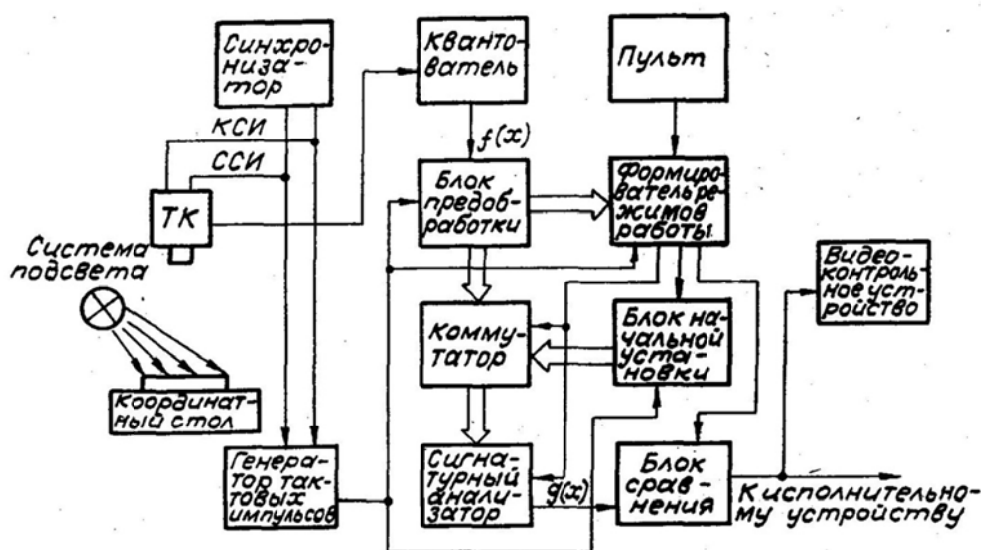 Синхро-
низа-
тор
Кванто-
ватель
Пульт
КСИ
ССИ
f(x)
ТК
Блок
предоб-
работки
Формиро-
ватель ре-
жимов
работы
Система
подсвета
Видео-
контроль-
ное уст-
ройство
Комму-
татор
Блок на-
чальной
уста-
новки
Координат-
ный стол
Генера-
тор так-
товых
импульсов
Сигна-
турный
анали-
затор
g(x)
Блок
срав-
нения
К исполнительно-
му устройству